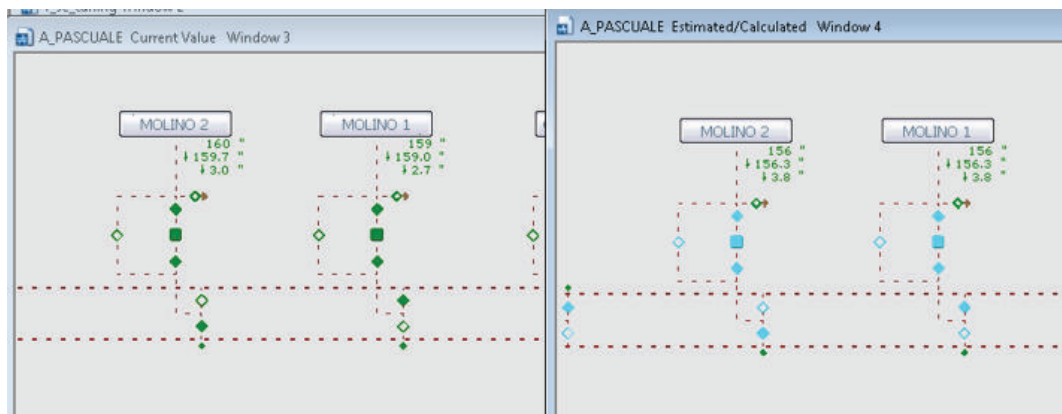 A_PASCUALE Current Value Window 3
MOLINO 2
160 "
159.7 "
3.0 "
MOLINO 1
159 "
159.0 "
2.7 "
A_PASCUALE Estimated/Calculated Window 4
MOLINO 2
156 "
156.3 "
3.8 "
MOLINO 1
156 "
156.3 "
3.8 "